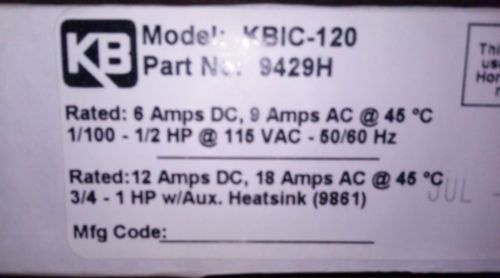 KB
Model: KBIC-120
Part No. 9429H
Rated: 6 Amps DC, 9 Amps AC @ 45 °C
1/100 - 1/2 HP @ 115 VAC - 50/60 Hz
Rated:12 Amps DC, 18 Amps AC @ 45 °C
3/4 - 1 HP w/Aux. Heatsink (9861)
JUL
Mfg Code: